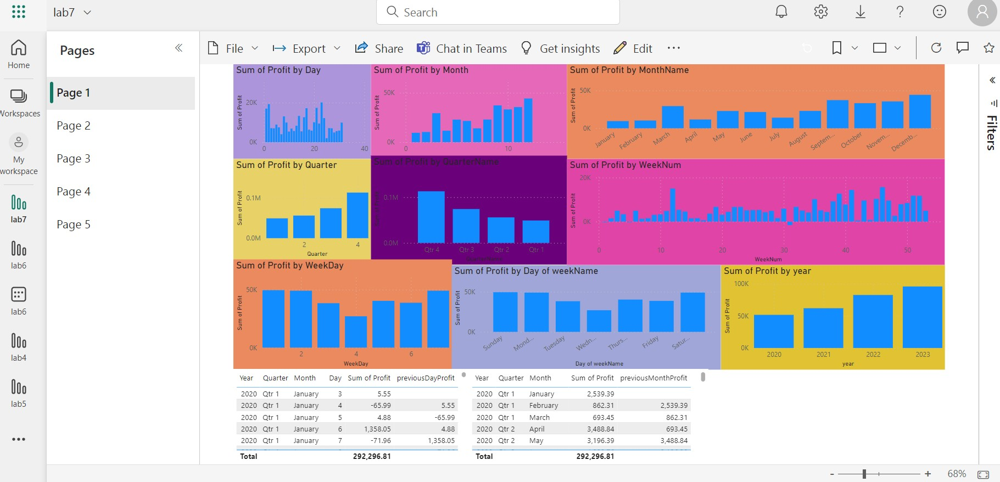 lab7
Search
Home
Workspaces
My
workspace
lab7
lab6
lab6
lab4
lab5
Pages
Page 1
Page 2
Page 3
Page 4
Page 5
File
Export
Share
Chat in Teams
Get insights
Edit
Filters
Sum of Profit by Day
Sum of Profit
20K
0K
0 20 40
Sum of Profit by Month
Sum of Profit
50K
0K
0 10
Sum of Profit by MonthName
Sum of Profit
50K
0K
January February March April May June July August Septem... October Novem... Decemb...
Sum of Profit by Quarter
Sum of Profit
0.1M
0.0M
2 4
Quarter
Sum of Profit by QuarterName
Sum of Profit
0.1M
0.0M
Qtr 4 Qtr 3 Qtr 2 Qtr 1
QuarterName
Sum of Profit by WeekNum
Sum of Profit
20K
0K
0 10 20 30 40 50
WeekNum
Sum of Profit by WeekDay
Sum of Profit
50K
0K
2 4 6
WeekDay
Sum of Profit by Day of weekName
Sum of Profit
50K
0K
Sunday Mond... Tuesday Wedn... Thurs... Friday Satur...
Day of weekName
Sum of Profit by year
Sum of Profit
100K
50K
0K
2020 2021 2022 2023
year
Year Quarter Month Day Sum of Profit previousDayProfit
2020 Qtr 1 January 3 5.55
2020 Qtr 1 January 4 -65.99 5.55
2020 Qtr 1 January 5 4.88 -65.99
2020 Qtr 1 January 6 1,358.05 4.88
2020 Qtr 1 January 7 -71.96 1,358.05
Total 292,296.81
Year Quarter Month Sum of Profit previousMonthProfit
2020 Qtr 1 January 2,539.39
2020 Qtr 1 February 862.31 2,539.39
2020 Qtr 1 March 693.45 862.31
2020 Qtr 2 April 3,488.84 693.45
2020 Qtr 2 May 3,196.39 3,488.84
Total 292,296.81
- + 68%